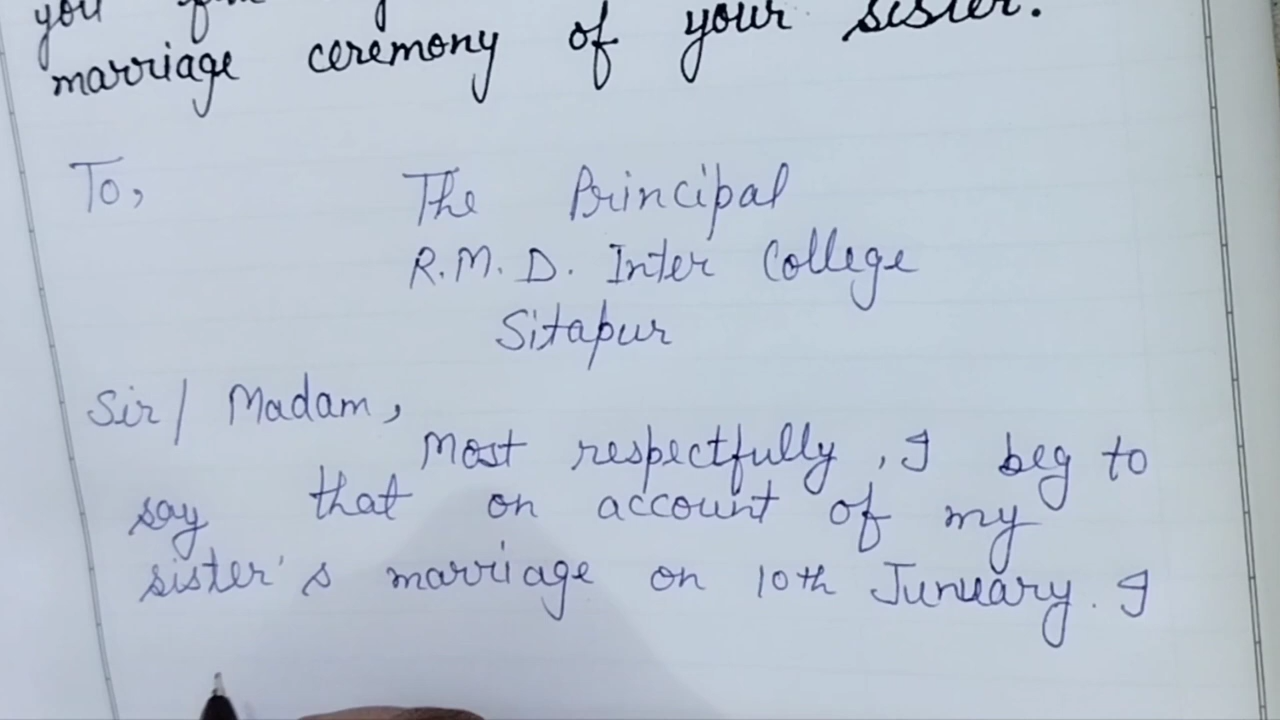 you
marriage ceremony of your sister.
To,
The Principal
R.M.D. Inter College
Sitapur
Sir/ Madam,
Most respectfully, I beg to
say that on account of my
sister's marriage on 10th Junuary. I